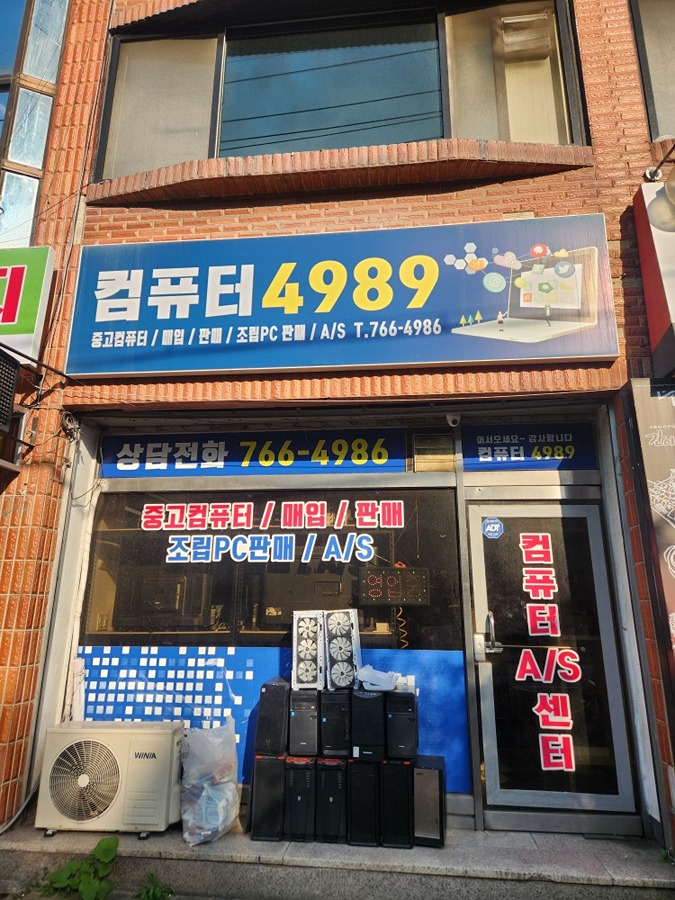 컴퓨터4989
중고컴퓨터 / 매입 / 판매 / 조립PC 판매 / A/S T.766-4986
상담전화 766-4986
어서오세요~ 감사합니다
컴퓨터 4989
중고컴퓨터 / 매입 / 판매
조립PC판매 / A/S
ADT
컴퓨터 A/S 센터
WINIA